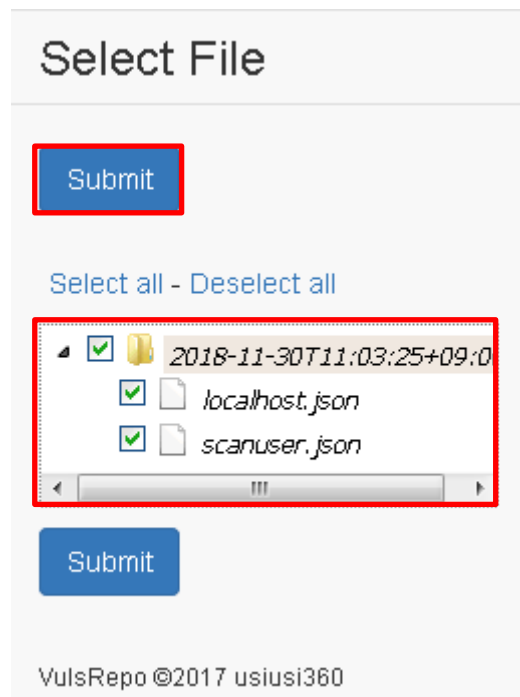 Select File
Submit
Select all - Deselect all
2018-11-30T11:03:25+09:0
localhost.json
scanuser.json
Submit
VulsRepo ©2017 usiusi360